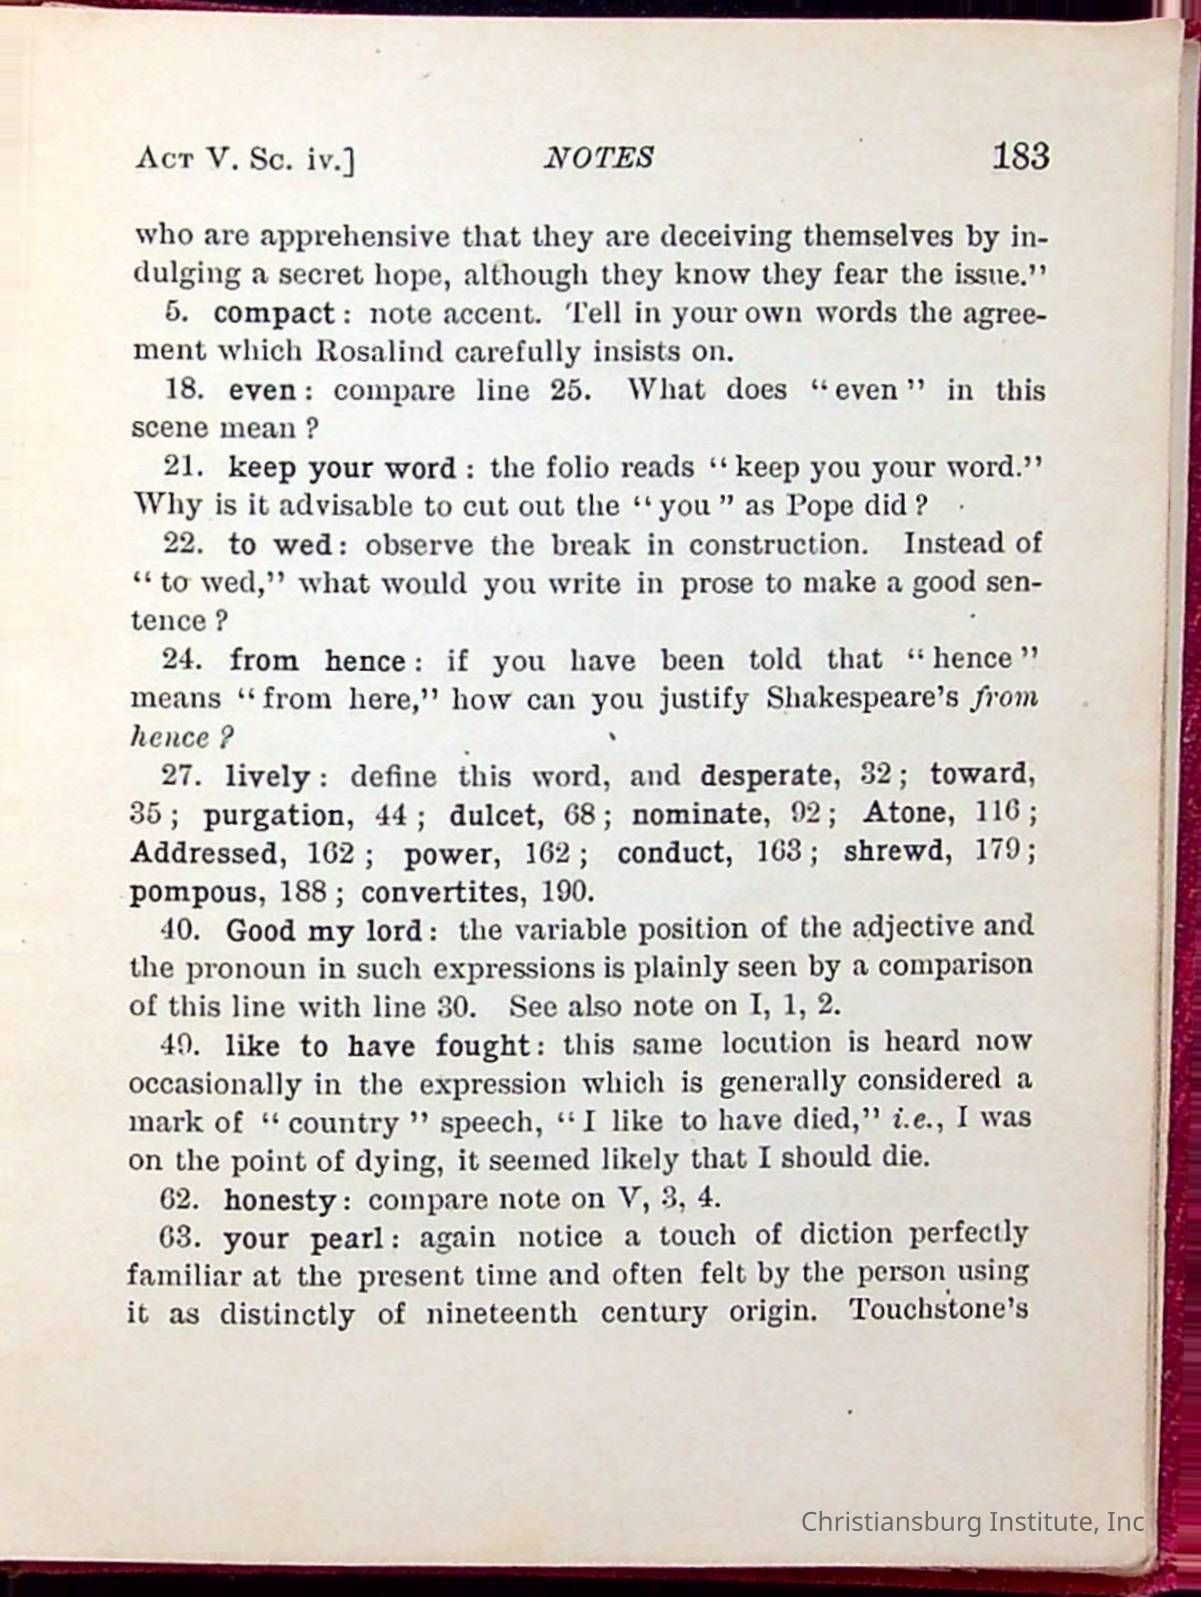 ACT V. Sc. iv.] NOTES 183
who are apprehensive that they are deceiving themselves by in-
dulging a secret hope, although they know they fear the issue."
5. compact: note accent. Tell in your own words the agree-
ment which Rosalind carefully insists on.
18. even: compare line 25. What does "even" in this
scene mean?
21. keep your word: the folio reads "keep you your word."
Why is it advisable to cut out the "you" as Pope did?
22. to wed: observe the break in construction. Instead of
"to wed," what would you write in prose to make a good sen-
tence?
24. from hence: if you have been told that "hence"
means "from here," how can you justify Shakespeare's from
hence?
27. lively: define this word, and desperate, 32; toward,
35; purgation, 44; dulcet, 68; nominate, 92; Atone, 116;
Addressed, 162; power, 162; conduct, 163; shrewd, 179;
pompous, 188; convertites, 190.
40. Good my lord: the variable position of the adjective and
the pronoun in such expressions is plainly seen by a comparison
of this line with line 30. See also note on I, 1, 2.
49. like to have fought: this same locution is heard now
occasionally in the expression which is generally considered a
mark of "country" speech, "I like to have died," i.e., I was
on the point of dying, it seemed likely that I should die.
62. honesty: compare note on V, 3, 4.
63. your pearl: again notice a touch of diction perfectly
familiar at the present time and often felt by the person using
it as distinctly of nineteenth century origin. Touchstone's
Christiansburg Institute, Inc